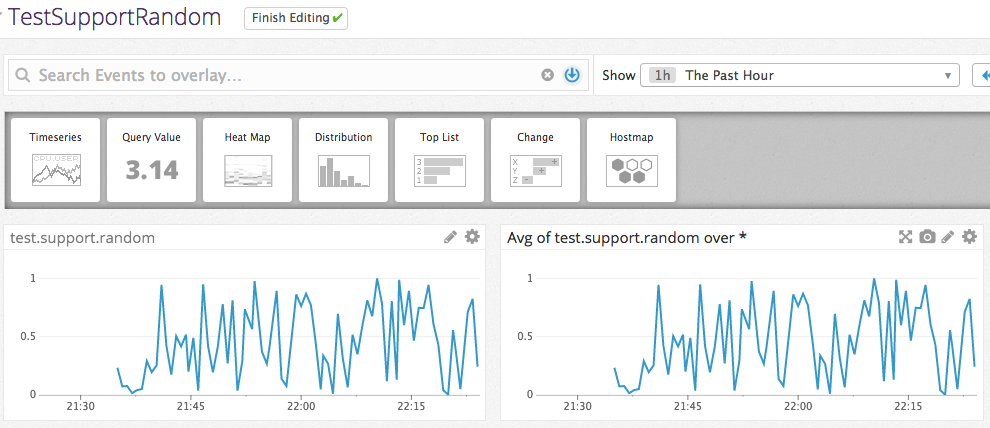 TestSupportRandom Finish Editing
Search Events to overlay... Show 1h The Past Hour
Timeseries Query Value Heat Map Distribution Top List Change Hostmap
CPU.USER
3.14
3
2
1
X +
Y +
Z -
test.support.random
1
0.5
0
21:30 21:45 22:00 22:15
Avg of test.support.random over *
1
0.5
0
21:30 21:45 22:00 22:15